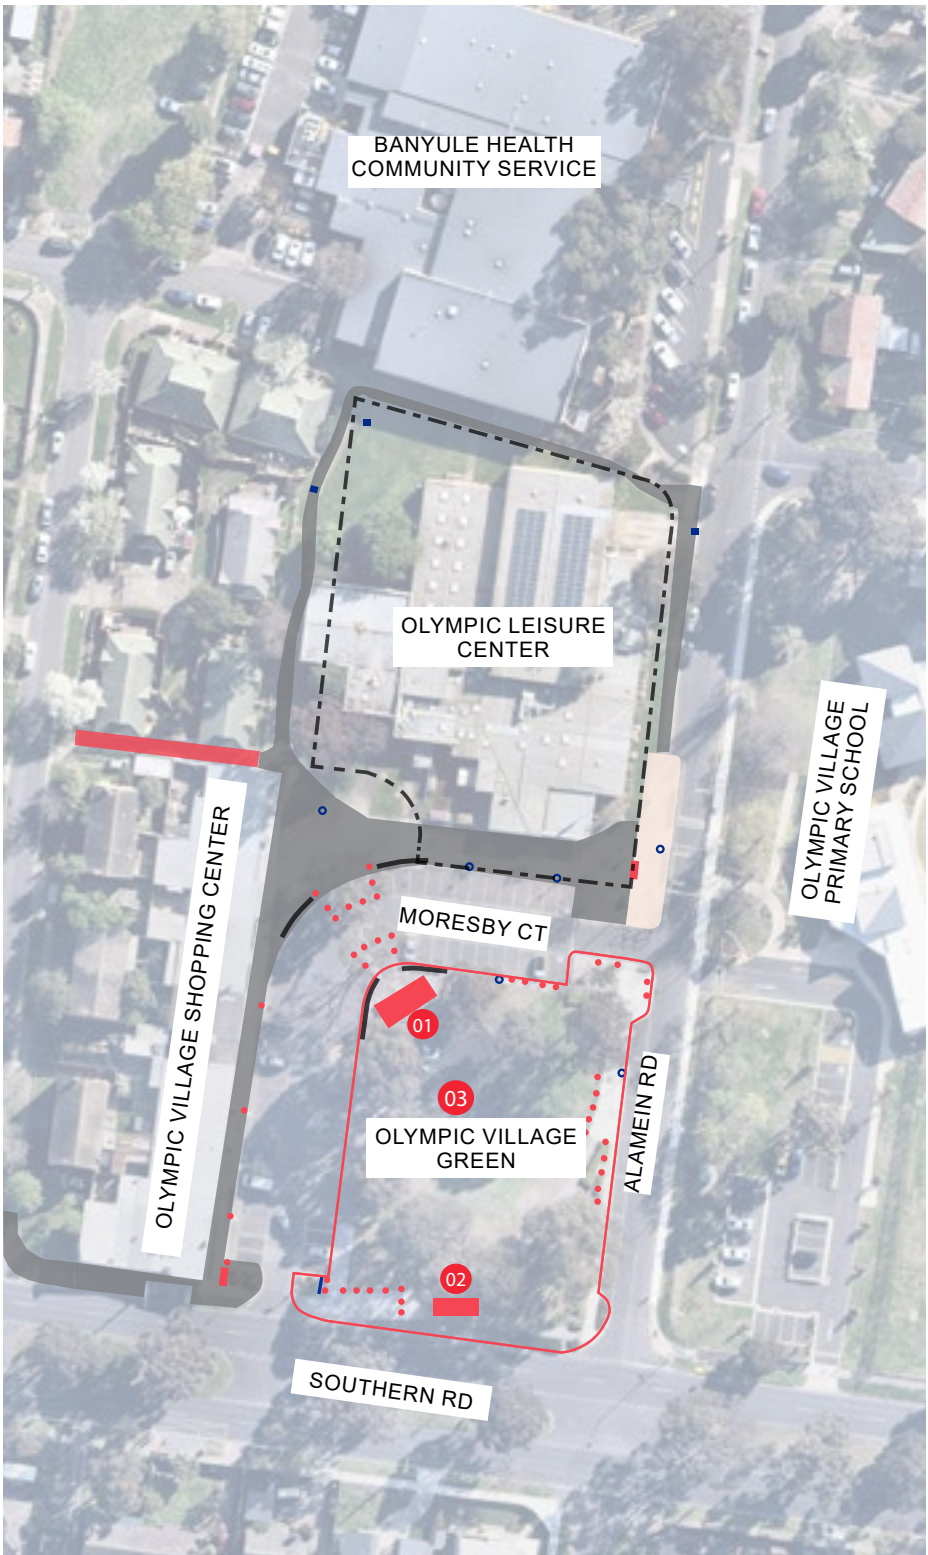 BANYULE HEALTH
COMMUNITY SERVICE
OLYMPIC LEISURE
CENTER
OLYMPIC VILLAGE
PRIMARY SCHOOL
OLYMPIC VILLAGE SHOPPING CENTER
MORESBY CT
01
03
OLYMPIC VILLAGE
GREEN
ALAMEIN RD
02
SOUTHERN RD